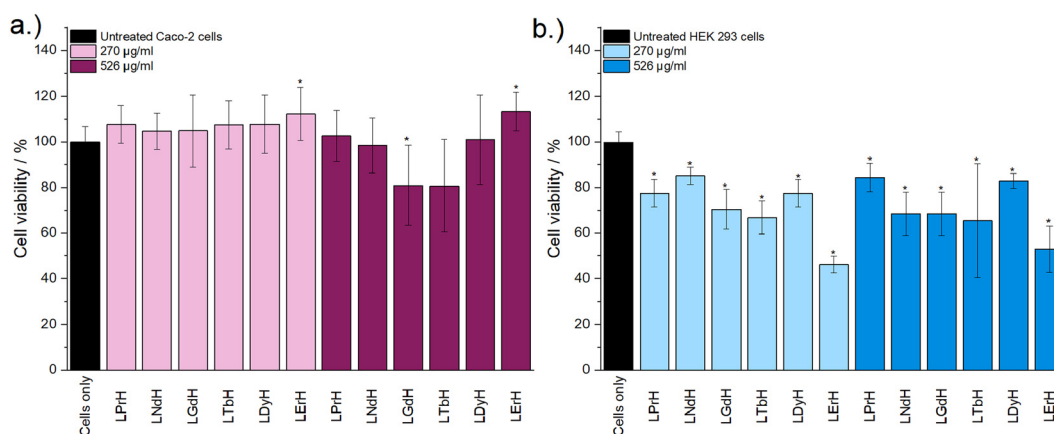 a.)
Untreated Caco-2 cells
270 µg/ml
526 µg/ml
Cell viability / %
140
120
100
80
60
40
20
0
* * *
Cells only LPrH LNdH LGdH LTbH LDyH LErH LPrH LNdH LGdH LTbH LDyH LErH
b.)
Untreated HEK 293 cells
270 µg/ml
526 µg/ml
Cell viability / %
140
120
100
80
60
40
20
0
* * * * * * * * * * * *
Cells only LPrH LNdH LGdH LTbH LDyH LErH LPrH LNdH LGdH LTbH LDyH LErH